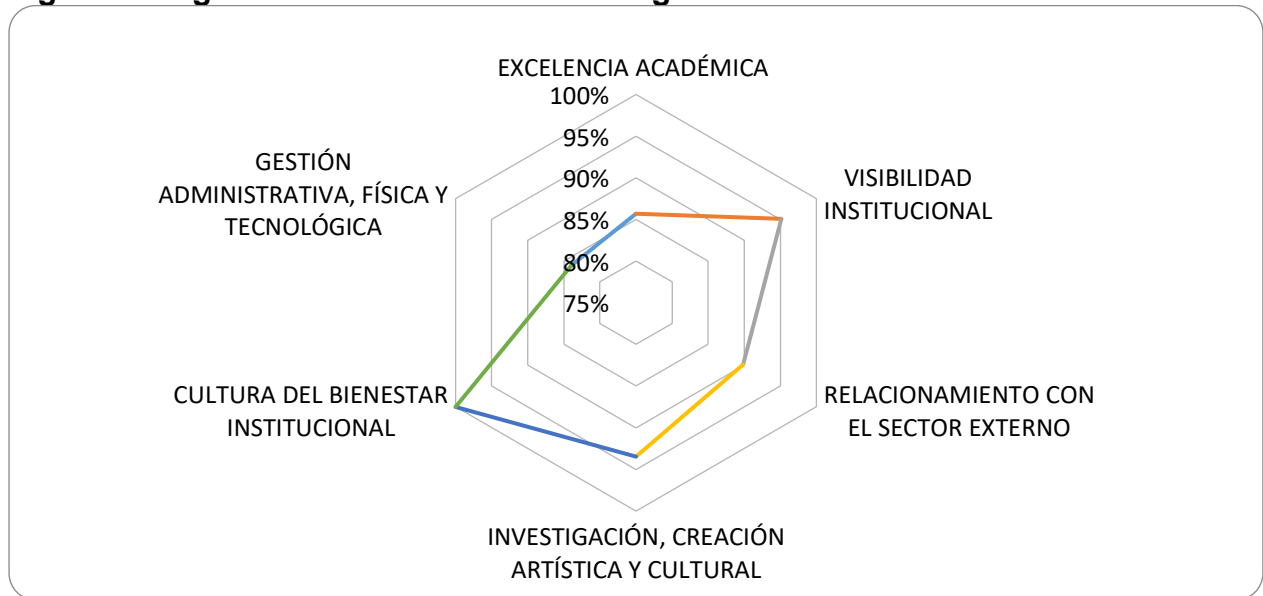 EXCELENCIA ACADÉMICA
100%
95%
90%
85%
80%
75%
VISIBILIDAD
INSTITUCIONAL
RELACIONAMIENTO CON
EL SECTOR EXTERNO
INVESTIGACIÓN, CREACIÓN
ARTÍSTICA Y CULTURAL
CULTURA DEL BIENESTAR
INSTITUCIONAL
GESTIÓN
ADMINISTRATIVA, FÍSICA Y
TECNOLÓGICA